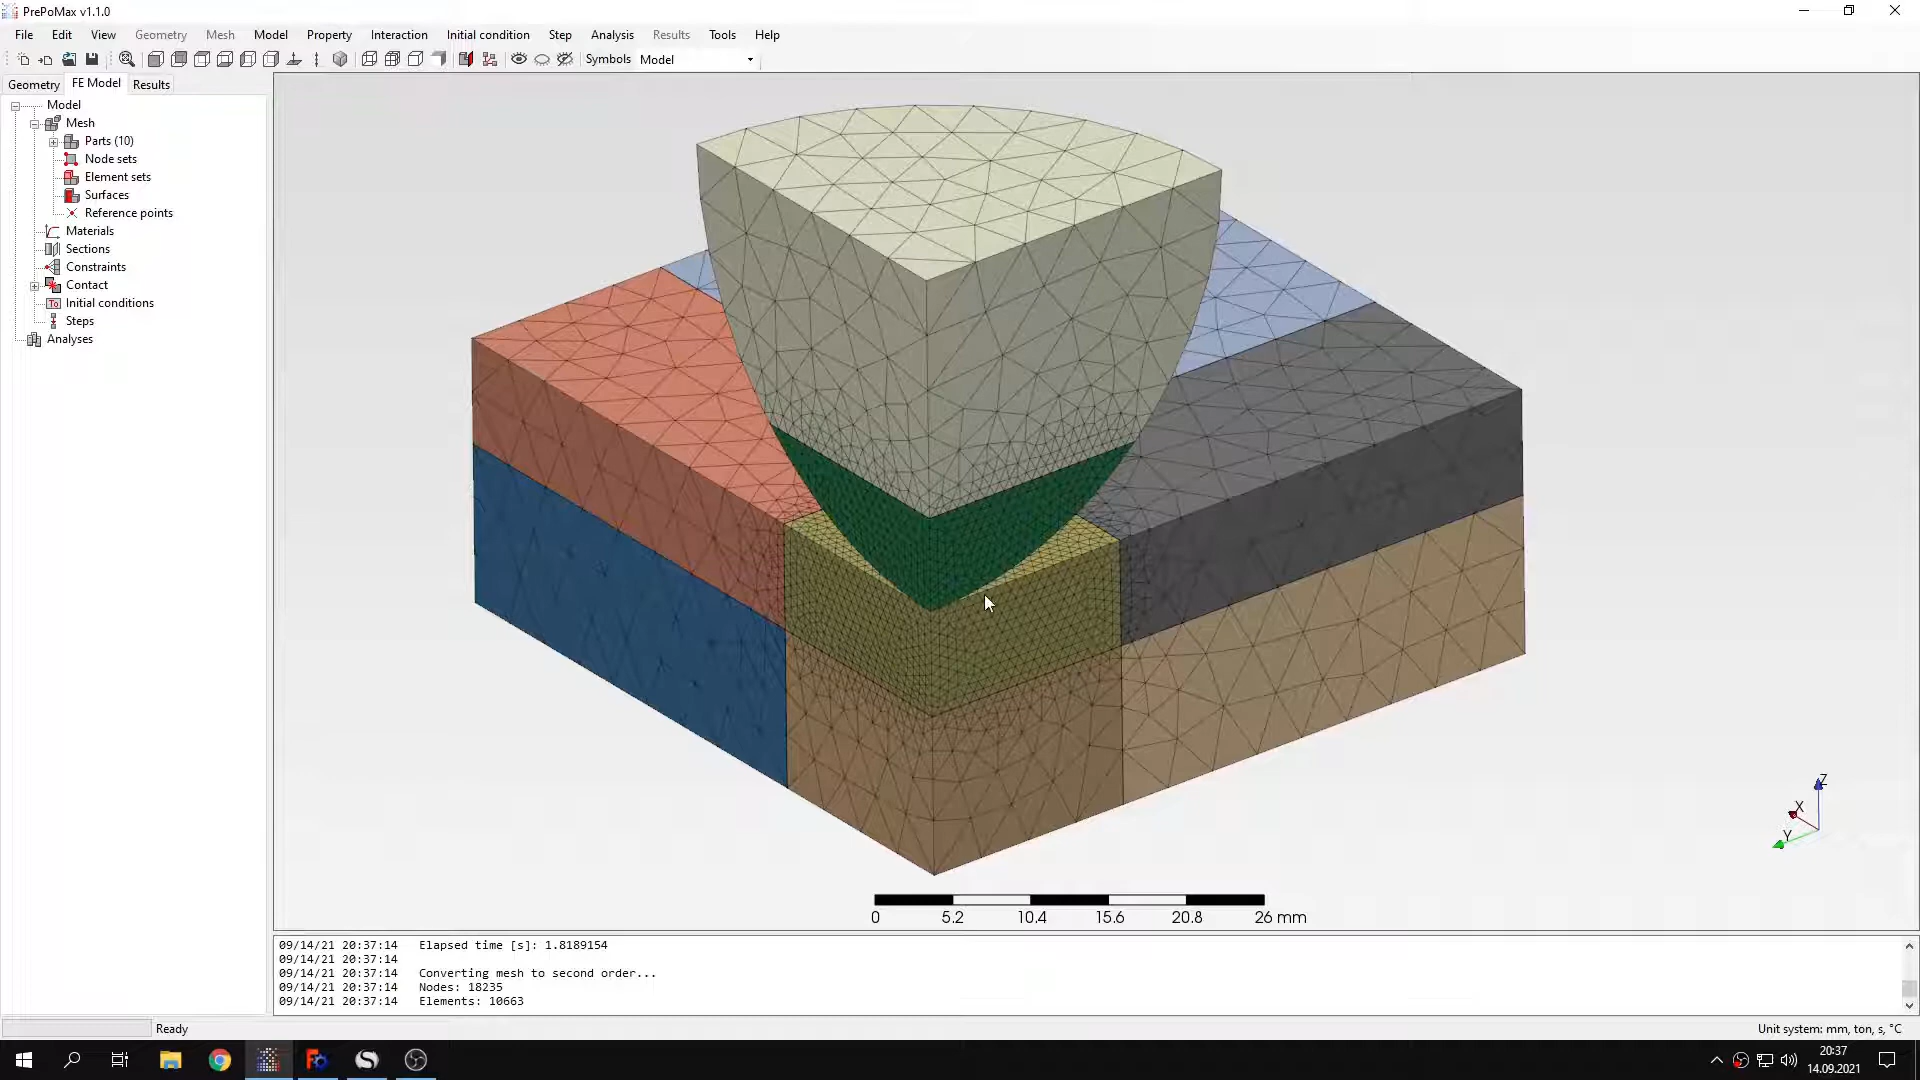 PrePoMax v1.1.0
File Edit View Geometry Mesh Model Property Interaction Initial condition Step Analysis Results Tools Help
Symbols Model
Geometry FE Model Results
Model
Mesh
Parts (10)
Node sets
Element sets
Surfaces
Reference points
Materials
Sections
Constraints
Contact
Initial conditions
Steps
Analyses
Z
X
Y
0 5.2 10.4 15.6 20.8 26 mm
09/14/21 20:37:14 Elapsed time [s]: 1.8189154
09/14/21 20:37:14
09/14/21 20:37:14 Converting mesh to second order...
09/14/21 20:37:14 Nodes: 18235
09/14/21 20:37:14 Elements: 10663
Ready
Unit system: mm, ton, s, °C
20:37
14.09.2021